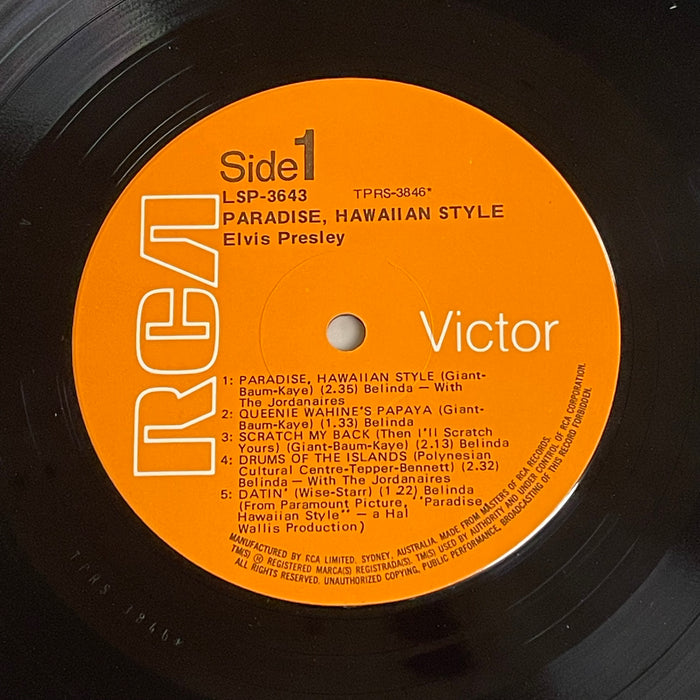 Side 1
LSP-3643 TPRS-3846*
PARADISE, HAWAIIAN STYLE
Elvis Presley
RCA
Victor
1: PARADISE, HAWAIIAN STYLE (Giant-
Baum-Kaye) (2.35) Belinda — With
The Jordanaires
2: QUEENIE WAHINE'S PAPAYA (Giant-
Baum-Kaye) (1.33) Belinda
3: SCRATCH MY BACK (Then I'll Scratch
Yours) (Giant-Baum-Kaye) (2.13) Belinda
4: DRUMS OF THE ISLANDS (Polynesian
Cultural Centre-Tepper-Bennett) (2.32)
Belinda — With The Jordanaires
5: DATIN' (Wise-Starr) (1.22) Belinda
(From Paramount Picture, "Paradise,
Hawaiian Style" — a Hal
Wallis Production)
MANUFACTURED BY RCA LIMITED, SYDNEY, AUSTRALIA, MADE FROM MASTERS OF RCA RECORDS.
TM(S) ® REGISTERED MARCA(S) REGISTRADA(S). TM(S) USED BY AUTHORITY AND UNDER CONTROL OF RCA CORPORATION.
ALL RIGHTS RESERVED. UNAUTHORIZED COPYING, PUBLIC PERFORMANCE, BROADCASTING OF THIS RECORD FORBIDDEN.
TPRS